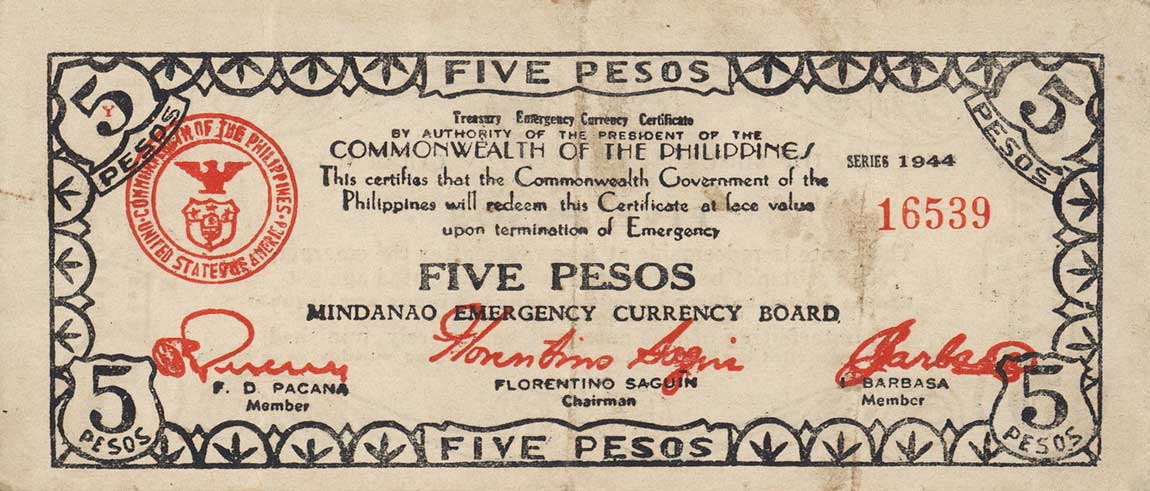 FIVE PESOS
5 Y PESOS
5 PESOS
Treasury Emergency Currency Certificate
BY AUTHORITY OF THE PRESIDENT OF THE
COMMONWEALTH OF THE PHILIPPINES
SERIES 1944
This certifies that the Commonwealth Government of the
Philippines will redeem this Certificate at face value
upon termination of Emergency
16539
COMMONWEALTH OF THE PHILIPPINES
UNITED STATES OF AMERICA
FIVE PESOS
MINDANAO EMERGENCY CURRENCY BOARD
Florentino Saguin
Barbasa
F. D. PACANA
Member
FLORENTINO SAGUIN
Chairman
I. BARBASA
Member
5 PESOS
FIVE PESOS
5 PESOS